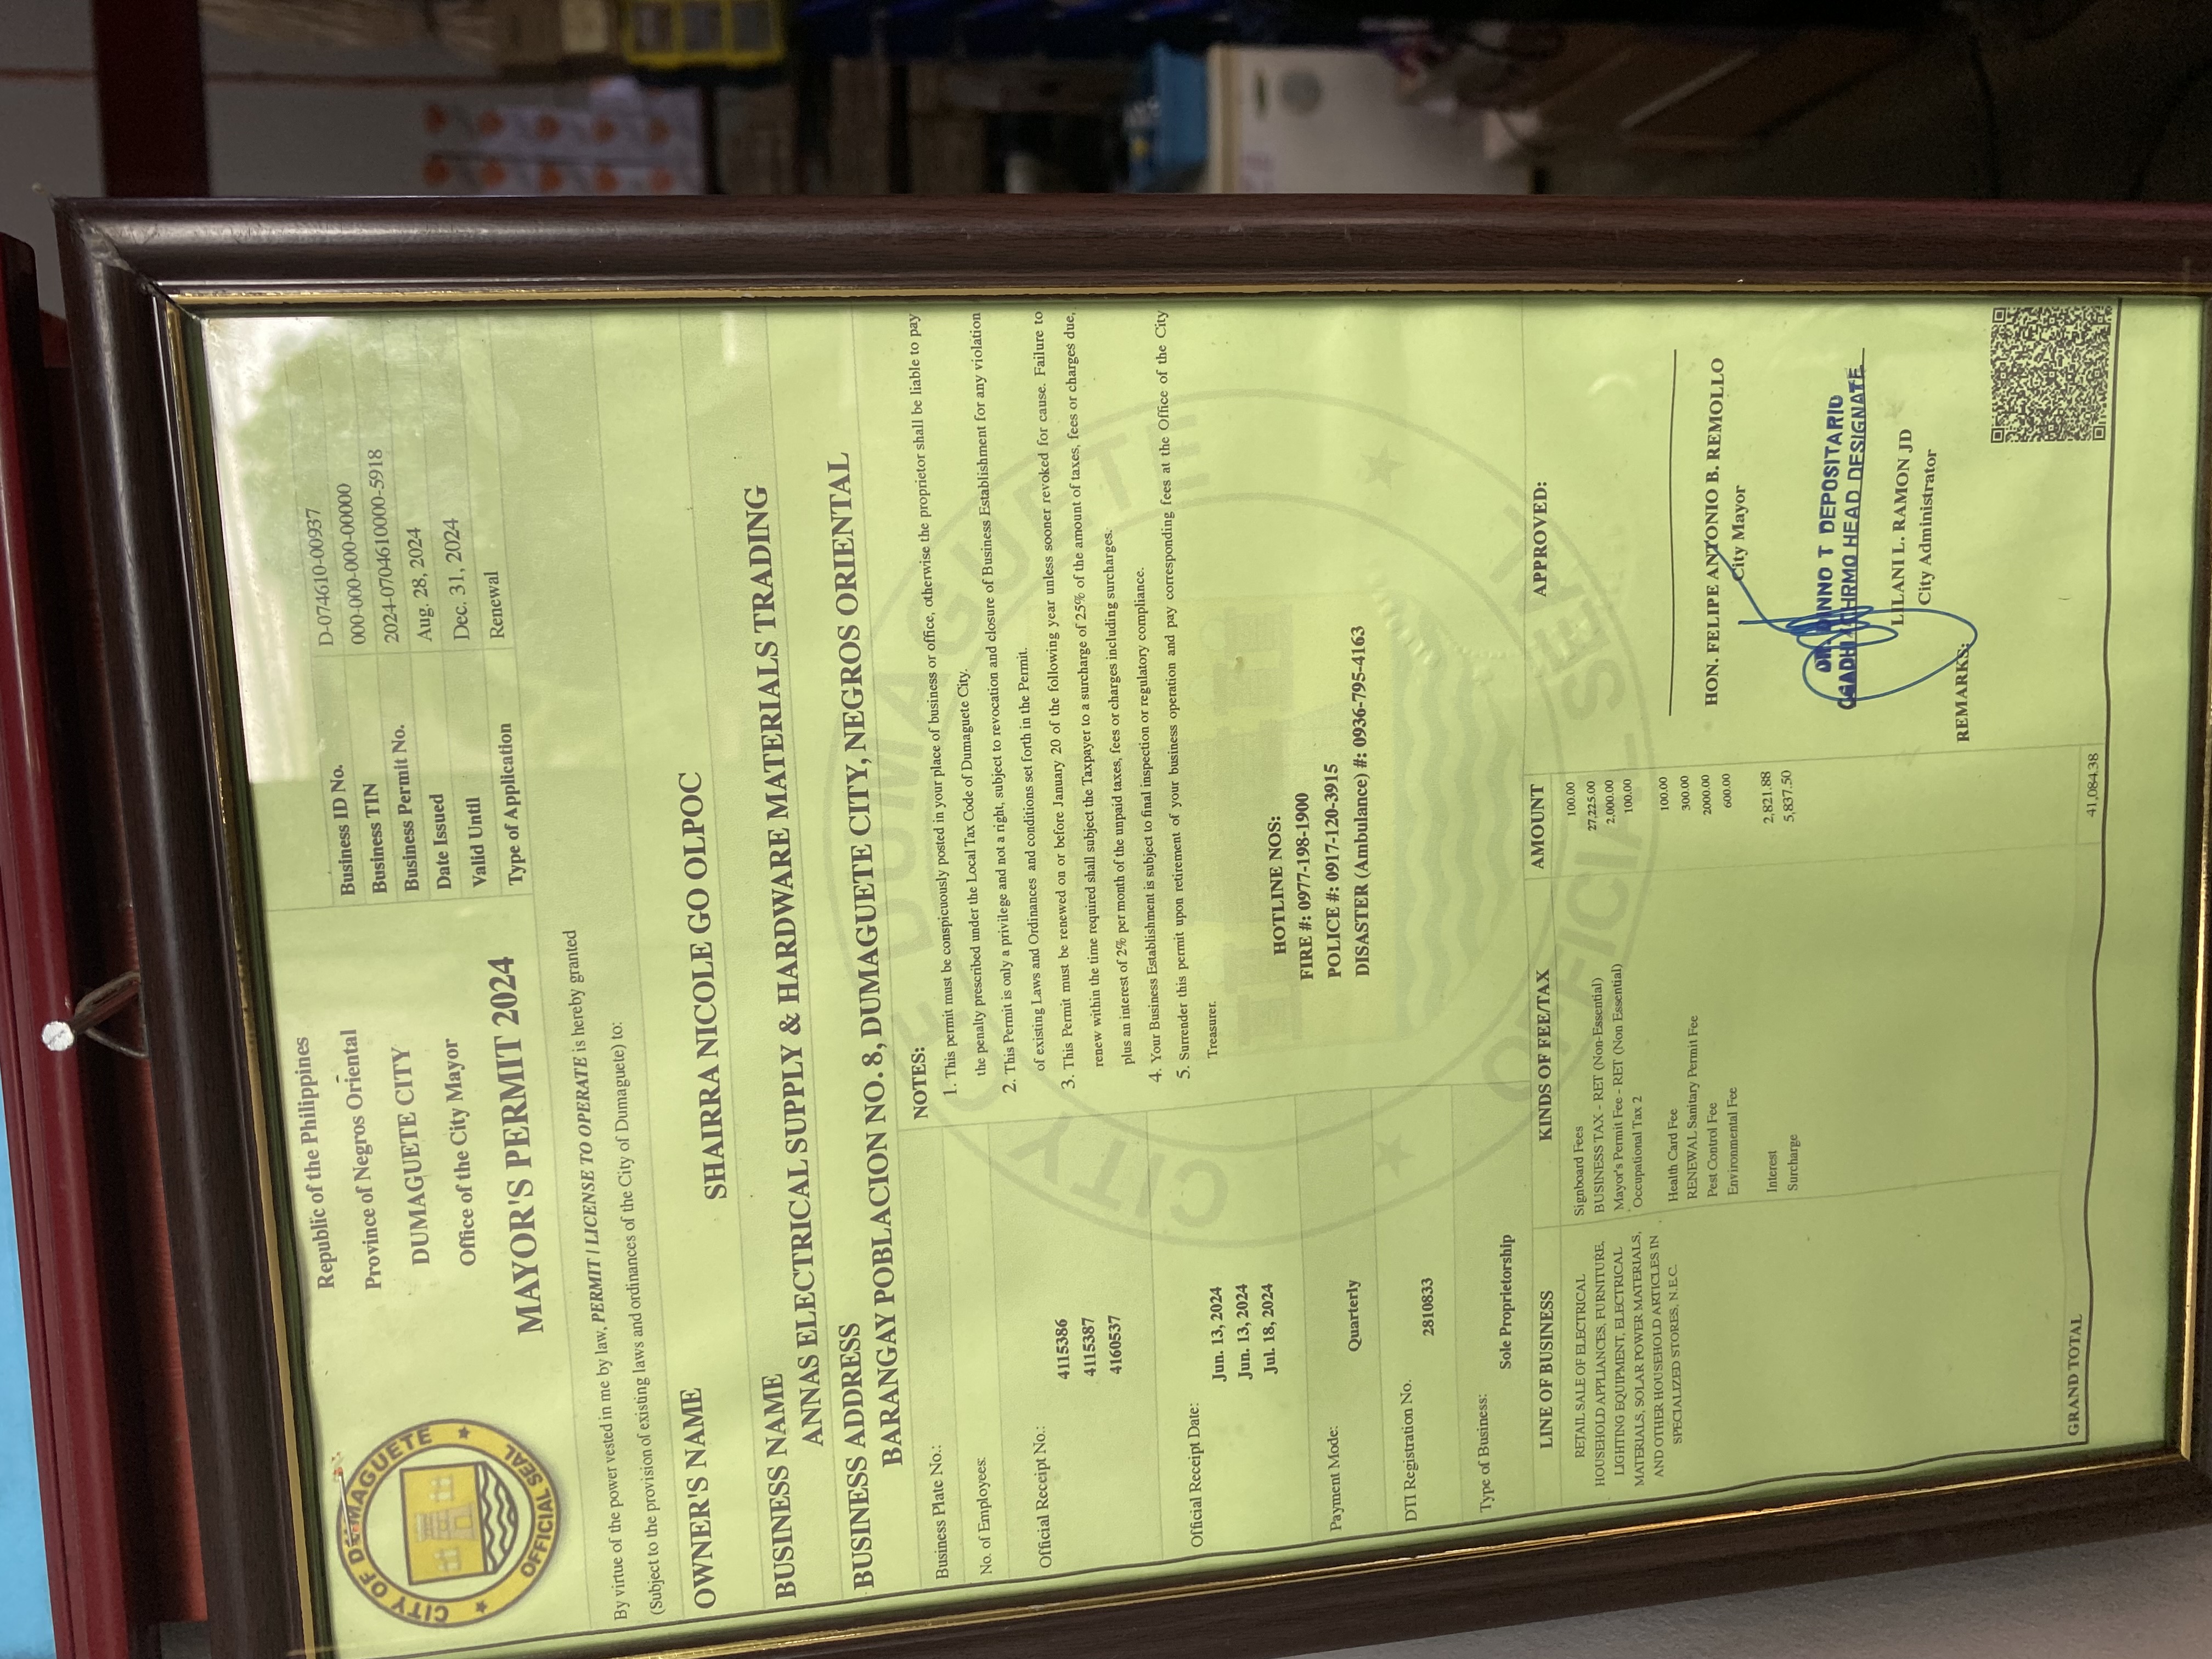 CITY OF DUMAGUETE
OFFICIAL SEAL
Republic of the Philippines
Province of Negros Oriental
DUMAGUETE CITY
Office of the City Mayor
MAYOR'S PERMIT 2024
Business ID No. D-074610-00937
Business TIN 000-000-000-00000
Business Permit No. 2024-0704610000-5918
Date Issued Aug. 28, 2024
Valid Until Dec. 31, 2024
Type of Application Renewal
By virtue of the power vested in me by law, PERMIT / LICENSE TO OPERATE is hereby granted
(Subject to the provision of existing laws and ordinances of the City of Dumaguete) to:
OWNER'S NAME SHAIRRA NICOLE GO OLPOC
BUSINESS NAME
ANNAS ELECTRICAL SUPPLY & HARDWARE MATERIALS TRADING
BUSINESS ADDRESS
BARANGAY POBLACION NO. 8, DUMAGUETE CITY, NEGROS ORIENTAL
Business Plate No.:
No. of Employees:
Official Receipt No.:
4115386
4115387
4160537
Official Receipt Date:
Jun. 13, 2024
Jun. 13, 2024
Jul. 18, 2024
Payment Mode: Quarterly
DTI Registration No. 2810833
Type of Business: Sole Proprietorship
NOTES:
1. This permit must be conspicuously posted in your place of business or office, otherwise the proprietor shall be liable to pay
the penalty prescribed under the Local Tax Code of Dumaguete City.
2. This Permit is only a privilege and not a right, subject to revocation and closure of Business Establishment for any violation
of existing Laws and Ordinances and conditions set forth in the Permit.
3. This Permit must be renewed on or before January 20 of the following year unless sooner revoked for cause. Failure to
renew within the time required shall subject the Taxpayer to a surcharge of 25% of the amount of taxes, fees or charges due,
plus an interest of 2% per month of the unpaid taxes, fees or charges including surcharges.
4. Your Business Establishment is subject to final inspection or regulatory compliance.
5. Surrender this permit upon retirement of your business operation and pay corresponding fees at the Office of the City
Treasurer.
HOTLINE NOS:
FIRE #: 0977-198-1900
POLICE #: 0917-120-3915
DISASTER (Ambulance) #: 0936-795-4163
CITY OF DUMAGUETE
OFFICIAL SEAL
LINE OF BUSINESS
RETAIL SALE OF ELECTRICAL
HOUSEHOLD APPLIANCES, FURNITURE,
LIGHTING EQUIPMENT, ELECTRICAL
MATERIALS, SOLAR POWER MATERIALS,
AND OTHER HOUSEHOLD ARTICLES IN
SPECIALIZED STORES, N.E.C.
KINDS OF FEE/TAX AMOUNT
Signboard Fees 100.00
BUSINESS TAX - RET (Non-Essential) 27,225.00
Mayor's Permit Fee - RET (Non Essential) 2,000.00
Occupational Tax 2 100.00
Health Card Fee 100.00
RENEWAL Sanitary Permit Fee 300.00
Pest Control Fee 2000.00
Environmental Fee 600.00
Interest 2,821.88
Surcharge 5,837.50
GRAND TOTAL 41,084.38
APPROVED:
HON. FELIPE ANTONIO B. REMOLLO
City Mayor
DR. DINNO T DEPOSITARIO
HRMO HEAD DESIGNATE
LILANI L. RAMON JD
City Administrator
REMARKS: